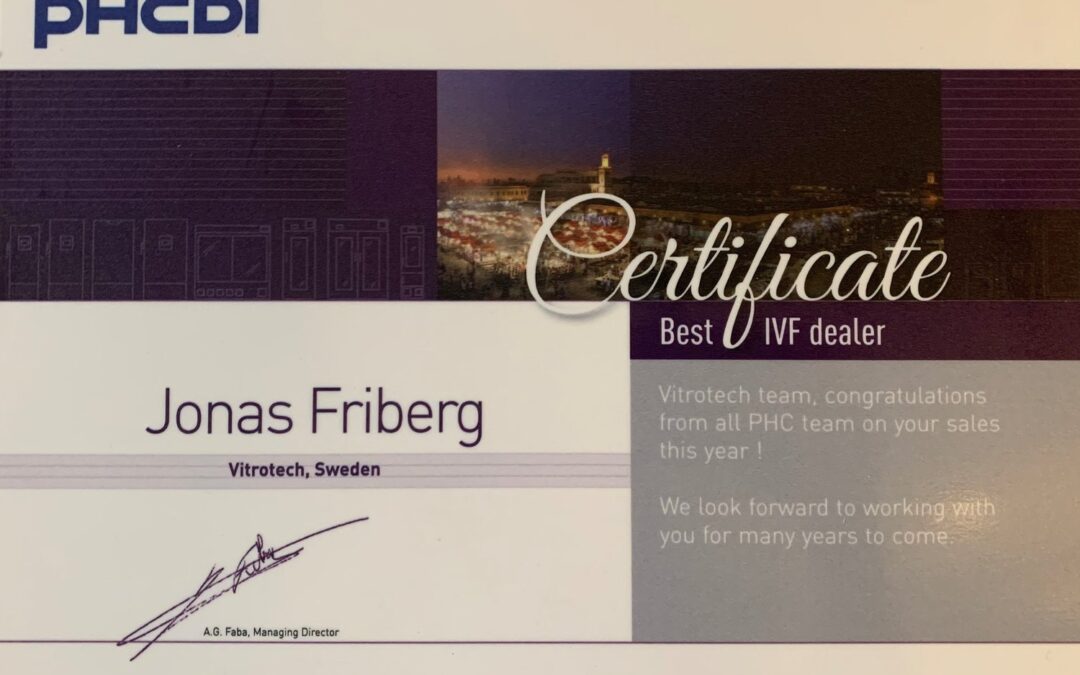 PHCbi
Certificate
Best IVF dealer
Jonas Friberg
Vitrotech, Sweden
A.G. Faba, Managing Director
Vitrotech team, congratulations
from all PHC team on your sales
this year !
We look forward to working with
you for many years to come.